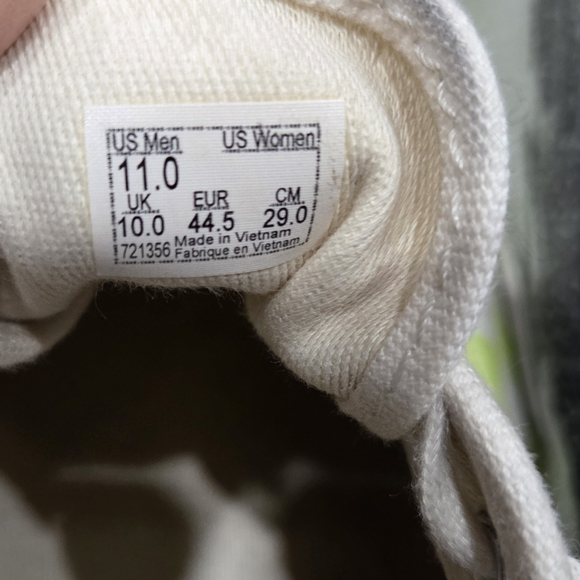 US Men US Women
11.0
UK EUR CM
10.0 44.5 29.0
721356 Made in Vietnam
Fabrique en Vietnam